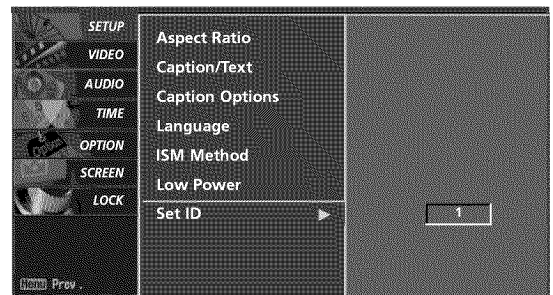 SETUP
VIDEO
AUDIO
TIME
OPTION
SCREEN
LOCK
Menu Prev.
Aspect Ratio
Caption/Text
Caption Options
Language
ISM Method
Low Power
Set ID ▶
1